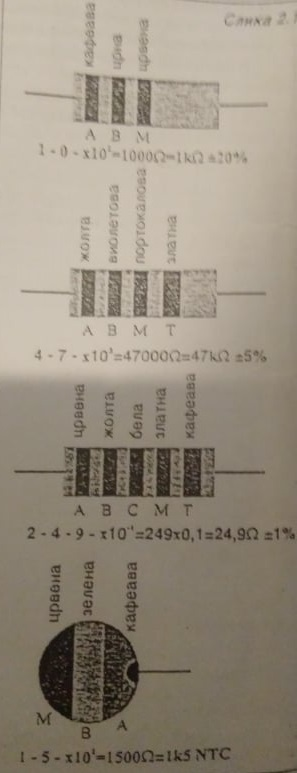 Слика 2.
кафеава црна црвена
A B M
1 - 0 - x10²=1000Ω=1kΩ ±20%
жолта виолетова портокалова златна
A B M T
4 - 7 - x10³=47000Ω=47kΩ ±5%
црвена жолта бела златна кафеава
A B C M T
2 - 4 - 9 - x10⁻¹=249x0,1=24,9Ω ±1%
црвена зелена кафеава
M B A
1 - 5 - x10²=1500Ω=1k5 NTC